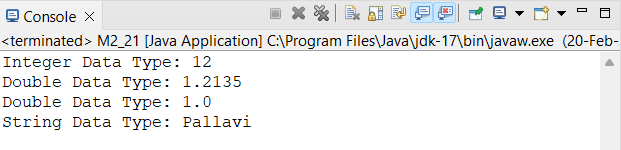 Console
<terminated> M2_21 [Java Application] C:\Program Files\Java\jdk-17\bin\javaw.exe (20-Feb-
Integer Data Type: 12
Double Data Type: 1.2135
Double Data Type: 1.0
String Data Type: Pallavi